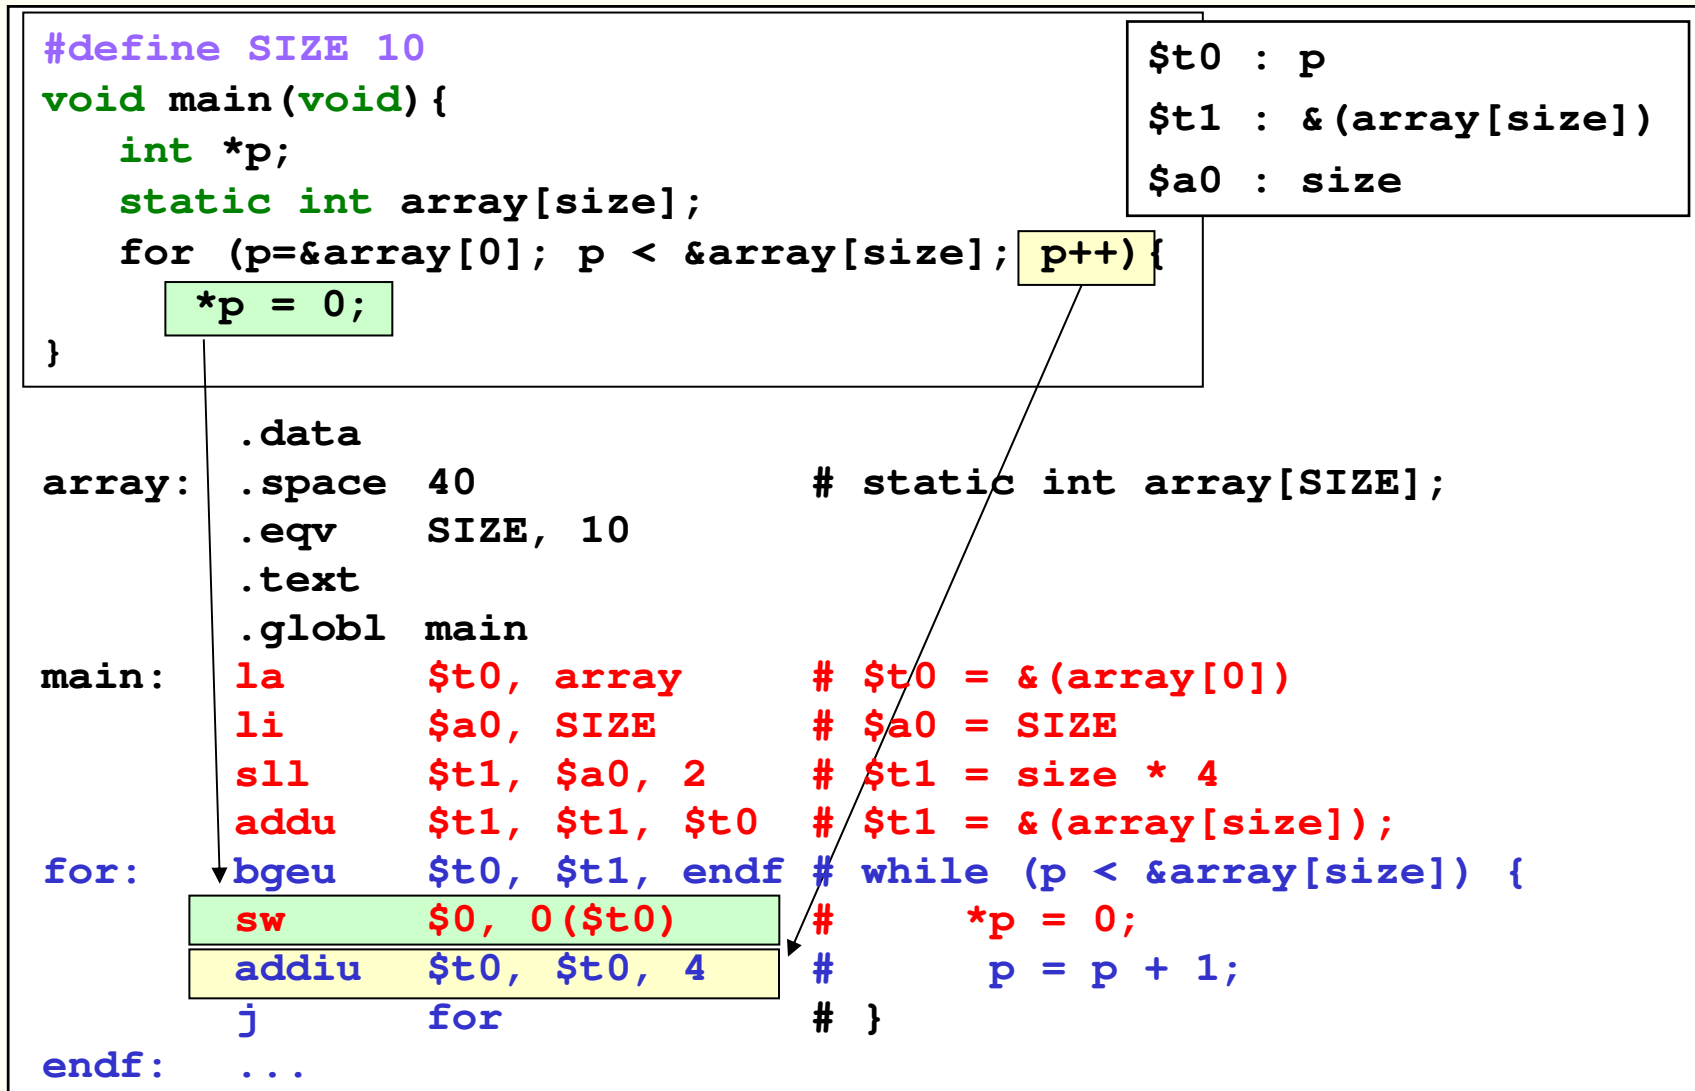 #define SIZE 10
void main(void){
   int *p;
   static int array[size];
   for (p=&array[0]; p < &array[size]; p++){
      *p = 0;
}
$t0 : p
$t1 : &(array[size])
$a0 : size
        .data
array:  .space 40               # static int array[SIZE];
        .eqv   SIZE, 10
        .text
        .globl main
main:   la     $t0, array       # $t0 = &(array[0])
        li     $a0, SIZE        # $a0 = SIZE
        sll    $t1, $a0, 2      # $t1 = size * 4
        addu   $t1, $t1, $t0    # $t1 = &(array[size]);
for:    bgeu   $t0, $t1, endf   # while (p < &array[size]) {
        sw     $0, 0($t0)       #     *p = 0;
        addiu  $t0, $t0, 4      #      p = p + 1;
        j      for              # }
endf:   ...